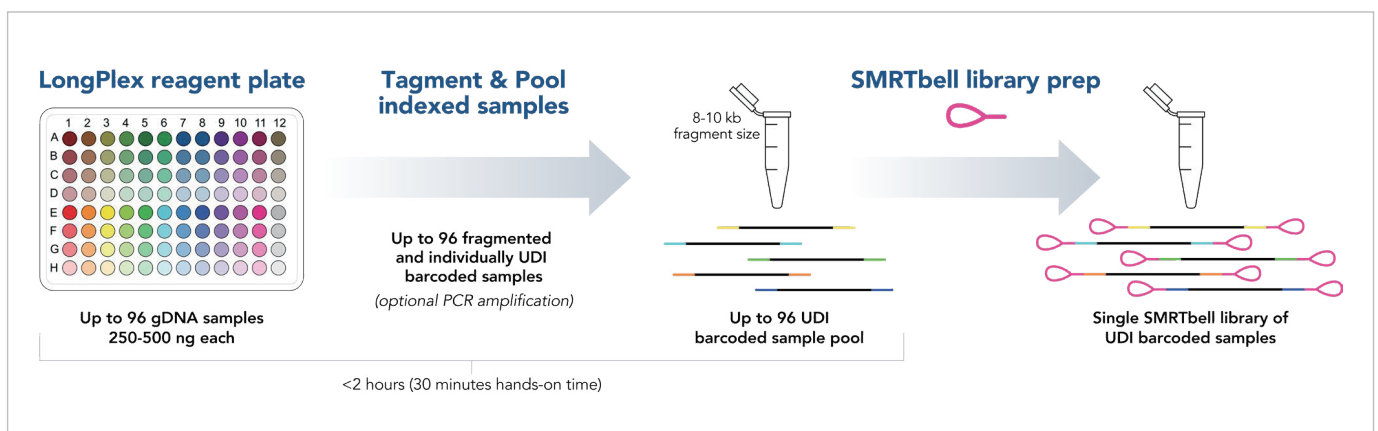 LongPlex reagent plate
1 2 3 4 5 6 7 8 9 10 11 12
A
B
C
D
E
F
G
H
Up to 96 gDNA samples
250-500 ng each
Tagment & Pool
indexed samples
Up to 96 fragmented
and individually UDI
barcoded samples
(optional PCR amplification)
8-10 kb
fragment size
Up to 96 UDI
barcoded sample pool
<2 hours (30 minutes hands-on time)
SMRTbell library prep
Single SMRTbell library of
UDI barcoded samples